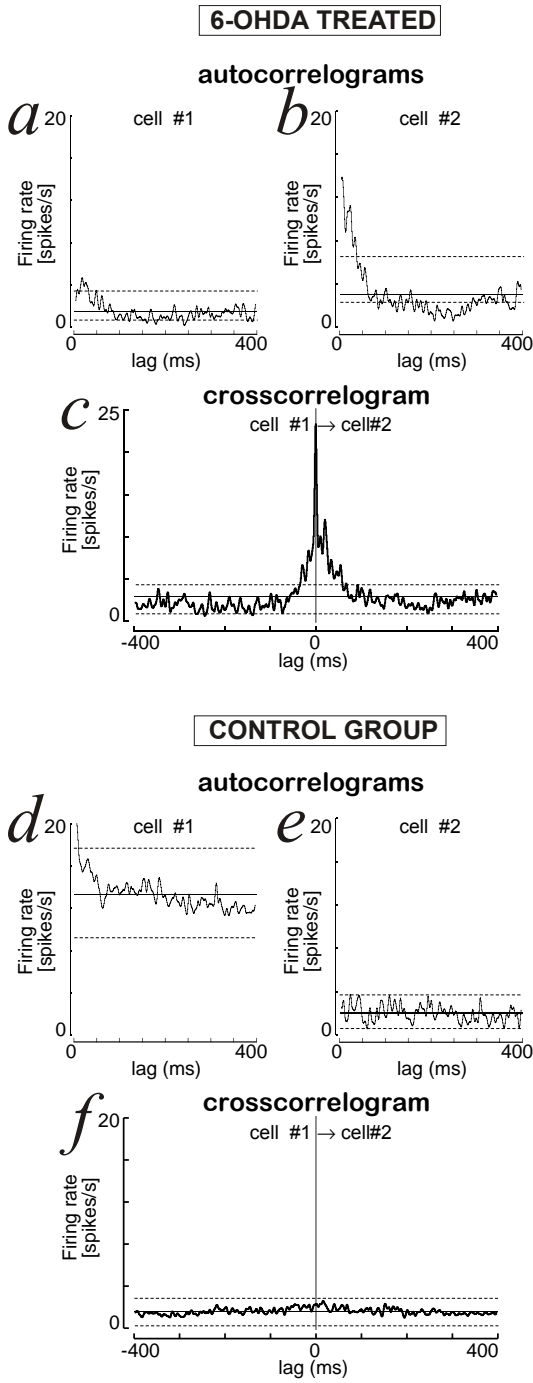 6-OHDA TREATED
autocorrelograms
a
b
cell #1
cell #2
20
0
Firing rate
[spikes/s]
0
400
lag (ms)
20
0
Firing rate
[spikes/s]
0
400
lag (ms)
crosscorrelogram
c
cell #1 → cell#2
25
0
Firing rate
[spikes/s]
-400
0
400
lag (ms)
CONTROL GROUP
autocorrelograms
d
e
cell #1
cell #2
20
0
Firing rate
[spikes/s]
0
400
lag (ms)
20
0
Firing rate
[spikes/s]
0
400
lag (ms)
crosscorrelogram
f
cell #1 → cell#2
20
0
Firing rate
[spikes/s]
-400
0
400
lag (ms)